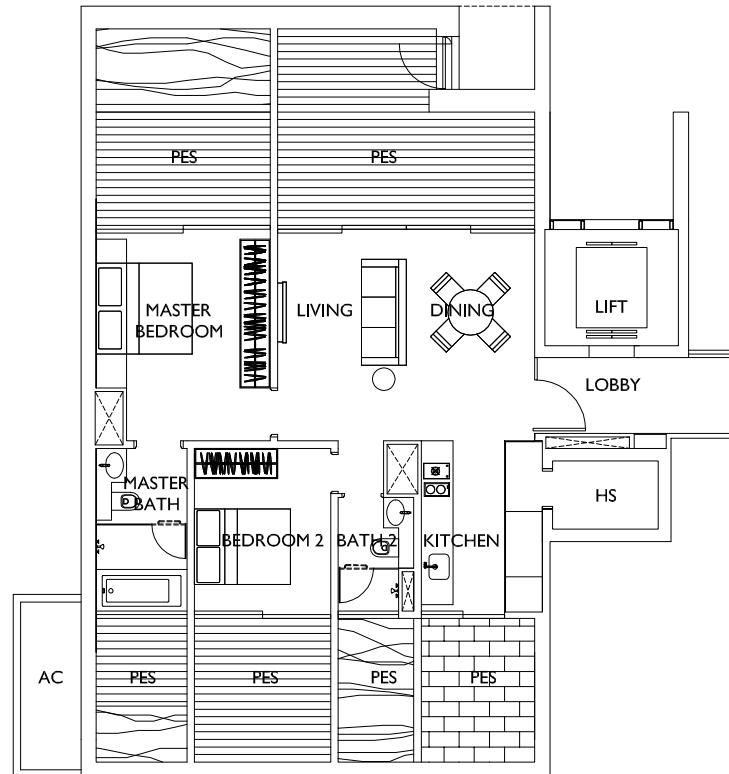 PES
PES
MASTER
BEDROOM
LIVING
DINING
LIFT
LOBBY
MASTER
BATH
HS
BEDROOM 2
BATH 2
KITCHEN
AC
PES
PES
PES
PES